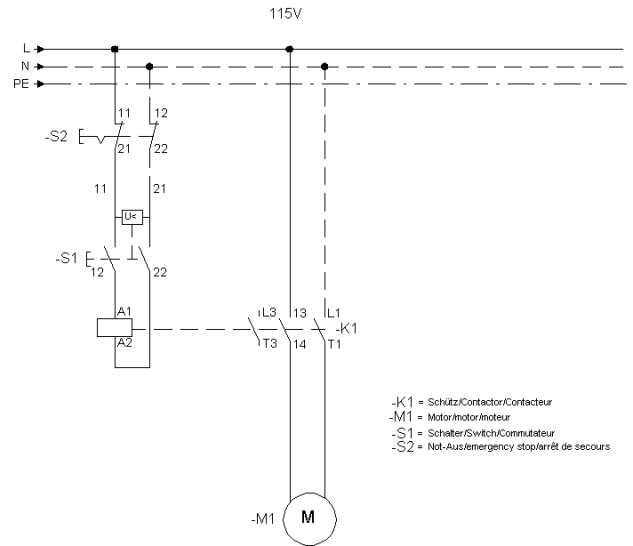 115V
L
N
PE
11 12
-S2
21 22
11 21
U<
-S1
12 22
A1 L3 13 L1
-K1
A2 T3 14 T1
-K1 = Schütz/Contactor/Contacteur
-M1 = Motor/motor/moteur
-S1 = Schalter/Switch/Commutateur
-S2 = Not-Aus/emergency stop/arrêt de secours
-M1 M